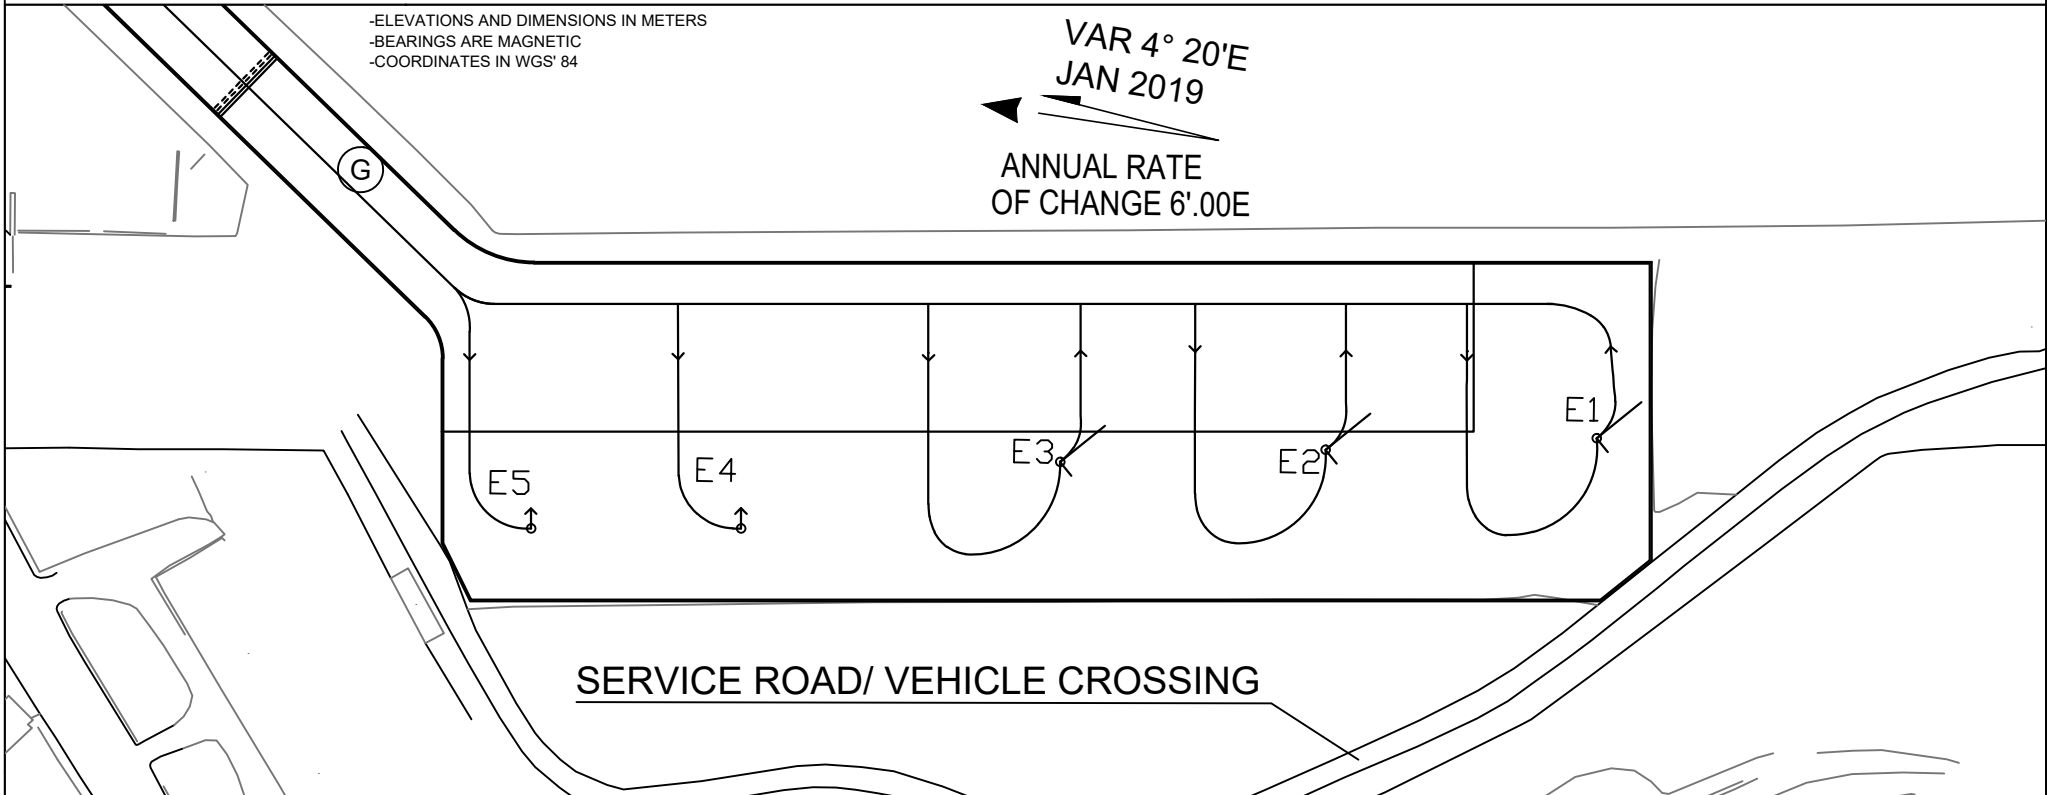 -ELEVATIONS AND DIMENSIONS IN METERS
-BEARINGS ARE MAGNETIC
-COORDINATES IN WGS' 84
VAR 4° 20'E
JAN 2019
ANNUAL RATE
OF CHANGE 6'.00E
G
E1
E3
E2
E4
E5
SERVICE ROAD/ VEHICLE CROSSING